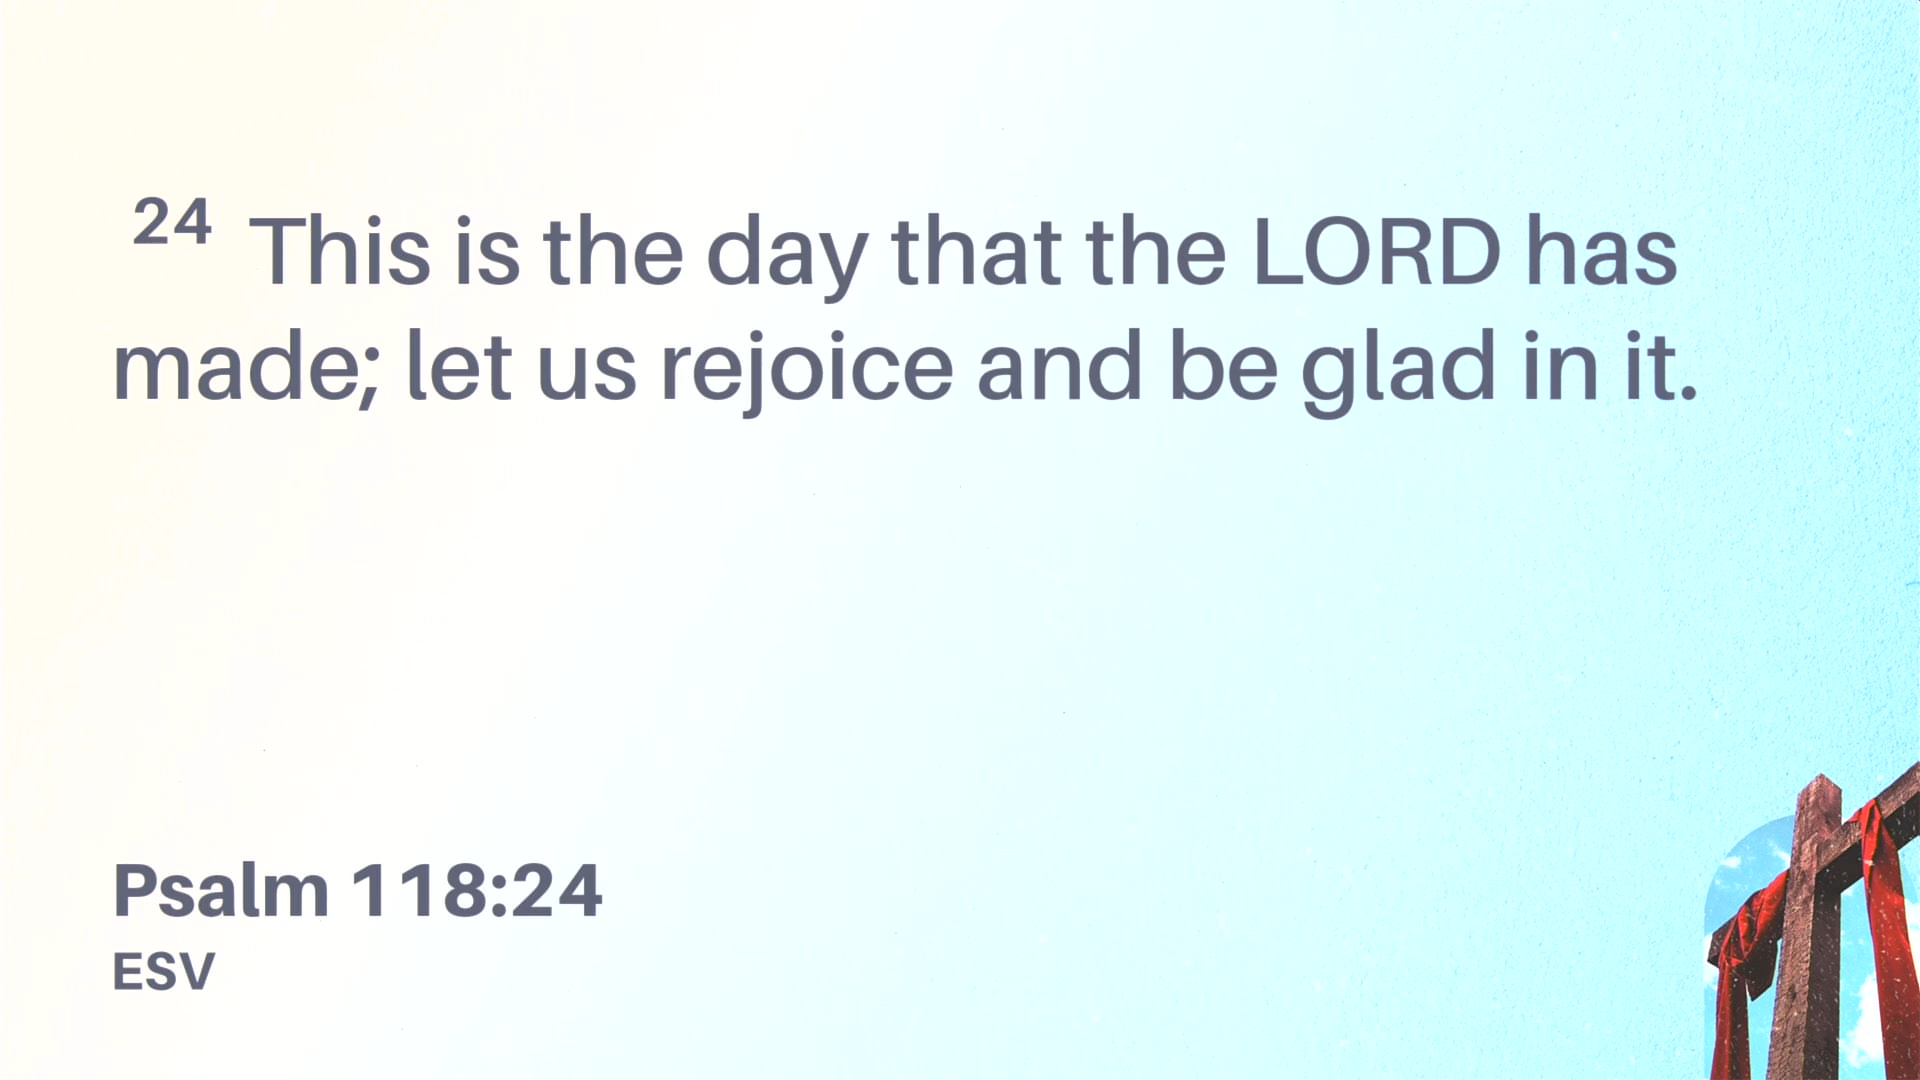 24 This is the day that the LORD has
made; let us rejoice and be glad in it.
Psalm 118:24
ESV